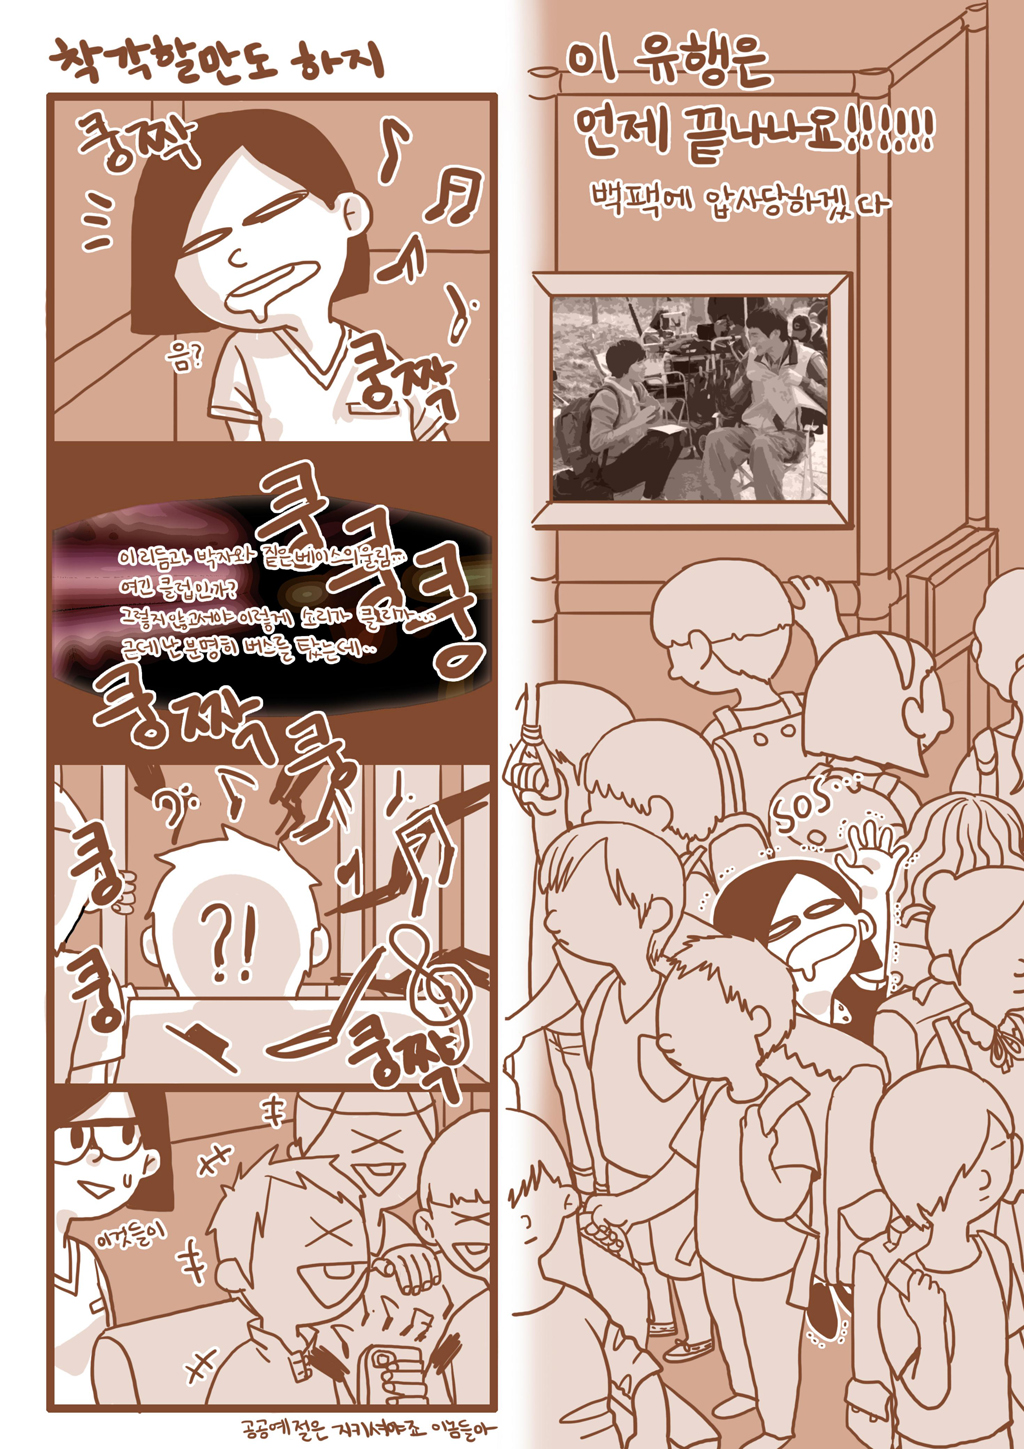 착각할만도 하지
쿵짝
음?
쿵짝
쿵
쿵
쿵
이 리듬과 박자와 짙은 베이스의 울림...
여긴 클럽인가?
그렇지 않고서야 이렇게 소리가 클리가...
근데 난 분명히 버스를 탔는데..
쿵짝
쿵
쿵
?!
쿵
쿵짝
이것들이
공공예절은 지키셔야죠 이놈들아
이 유행은
언제 끝나나요!!!!!!
백팩에 압사당하겠다
SOS...